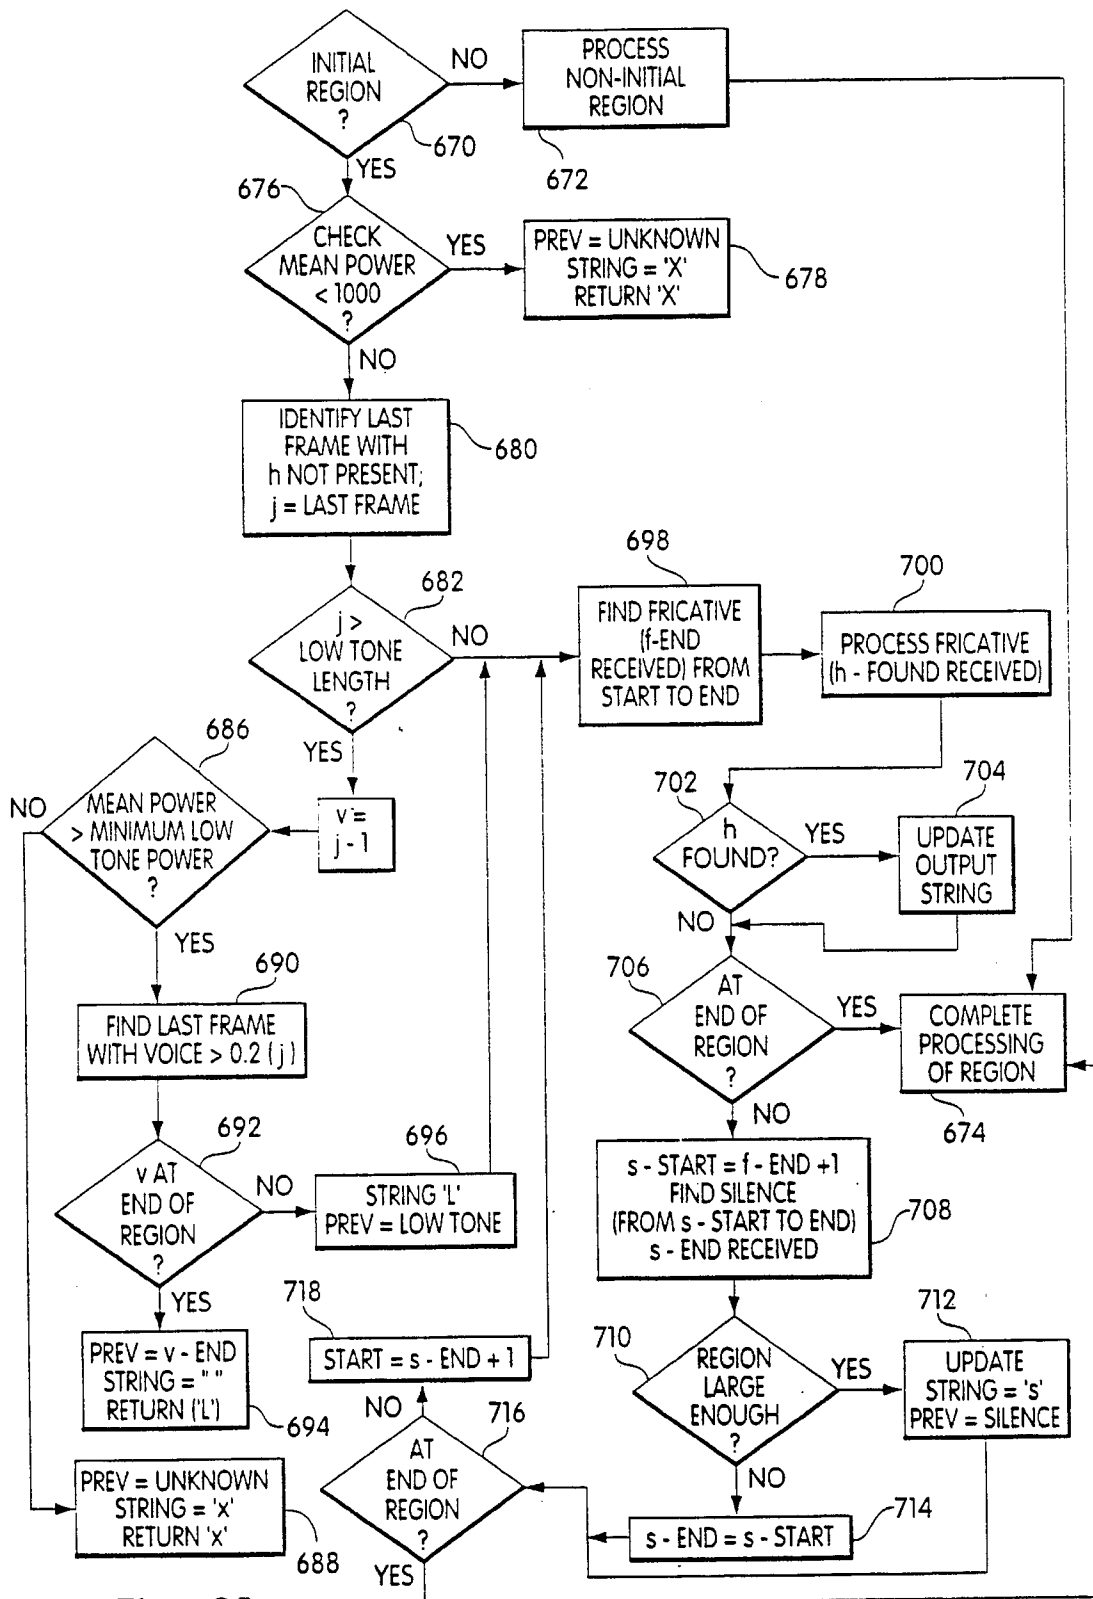 INITIAL
REGION
?
NO
670
PROCESS
NON-INITIAL
REGION
672
YES
676
CHECK
MEAN POWER
< 1000
?
YES
PREV = UNKNOWN
STRING = 'X'
RETURN 'X'
678
NO
IDENTIFY LAST
FRAME WITH
h NOT PRESENT;
j = LAST FRAME
680
682
j >
LOW TONE
LENGTH
?
NO
YES
698
FIND FRICATIVE
(f-END
RECEIVED) FROM
START TO END
700
PROCESS FRICATIVE
(h - FOUND RECEIVED)
686
NO
MEAN POWER
> MINIMUM LOW
TONE POWER
?
v =
j - 1
YES
702
h
FOUND?
YES
704
UPDATE
OUTPUT
STRING
NO
690
FIND LAST FRAME
WITH VOICE > 0.2 ( j )
706
AT
END OF
REGION
?
YES
COMPLETE
PROCESSING
OF REGION
674
NO
692
v AT
END OF
REGION
?
NO
696
STRING 'L'
PREV = LOW TONE
YES
s - START = f - END +1
FIND SILENCE
(FROM s - START TO END)
s - END RECEIVED
708
PREV = v - END
STRING = " "
RETURN ('L')
694
718
START = s - END + 1
710
REGION
LARGE
ENOUGH
?
YES
712
UPDATE
STRING = 's'
PREV = SILENCE
NO
NO
716
AT
END OF
REGION
?
YES
s - END = s - START
714
PREV = UNKNOWN
STRING = 'x'
RETURN 'x'
688